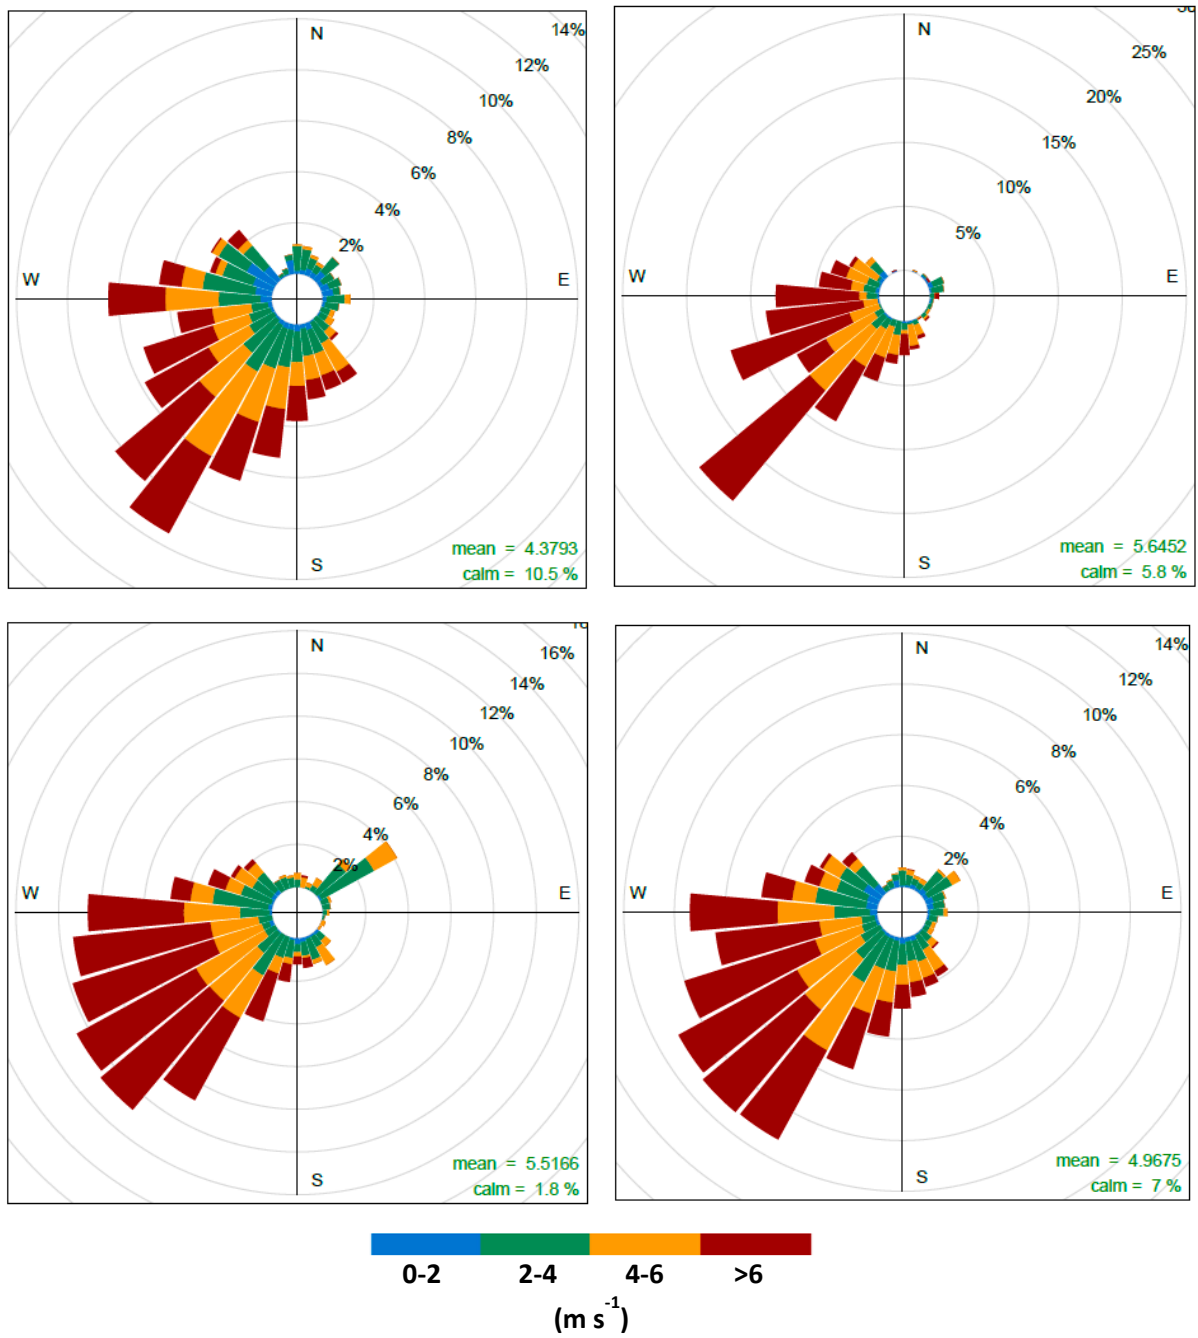 N
14%
12%
10%
8%
6%
4%
2%
W
E
S
mean = 4.3793
calm = 10.5 %
N
25%
20%
15%
10%
5%
W
E
S
mean = 5.6452
calm = 5.8 %
N
16%
14%
12%
10%
8%
6%
4%
2%
W
E
S
mean = 5.5166
calm = 1.8 %
N
14%
12%
10%
8%
6%
4%
2%
W
E
S
mean = 4.9675
calm = 7 %
0-2 2-4 4-6 >6
(m s-1)